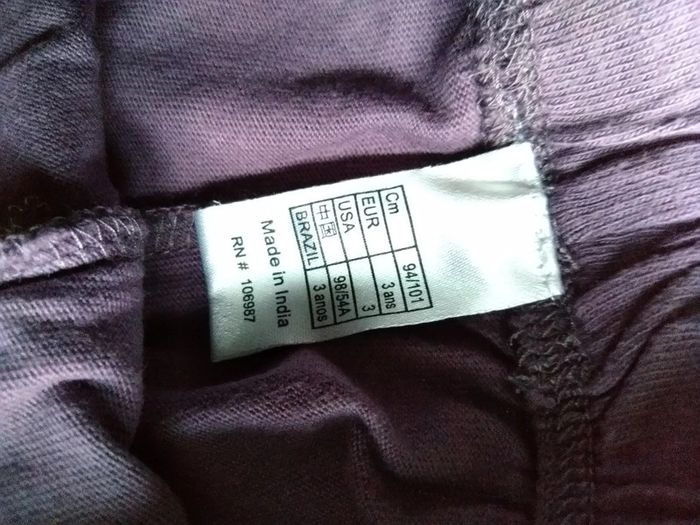 Cm 94/101
EUR 3 ans
USA 3
中国 98/54A
BRAZIL 3 anos
Made in India
RN # 106987